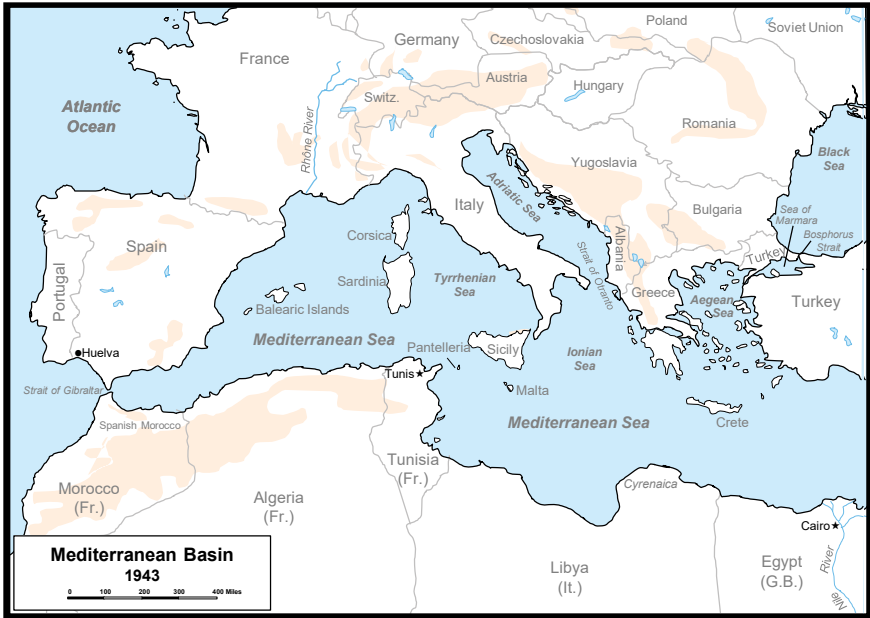 Poland
Soviet Union
Germany
Czechoslovakia
France
Austria
Switz.
Hungary
Atlantic
Ocean
Rhône River
Romania
Black
Sea
Yugoslavia
Adriatic Sea
Italy
Bulgaria
Sea of
Marmara
Bosphorus
Strait
Corsica
Spain
Albania
Strait of Otranto
Turkey
Portugal
Sardinia
Tyrrhenian
Sea
Greece
Aegean
Sea
Turkey
Balearic Islands
Mediterranean Sea
Huelva
Pantelleria
Sicily
Ionian
Sea
Tunis
Strait of Gibraltar
Malta
Mediterranean Sea
Crete
Spanish Morocco
Tunisia
(Fr.)
Cyrenaica
Morocco
(Fr.)
Algeria
(Fr.)
Cairo
Mediterranean Basin
1943
0 100 200 300 400 Miles
Libya
(It.)
Egypt
(G.B.)
Nile River